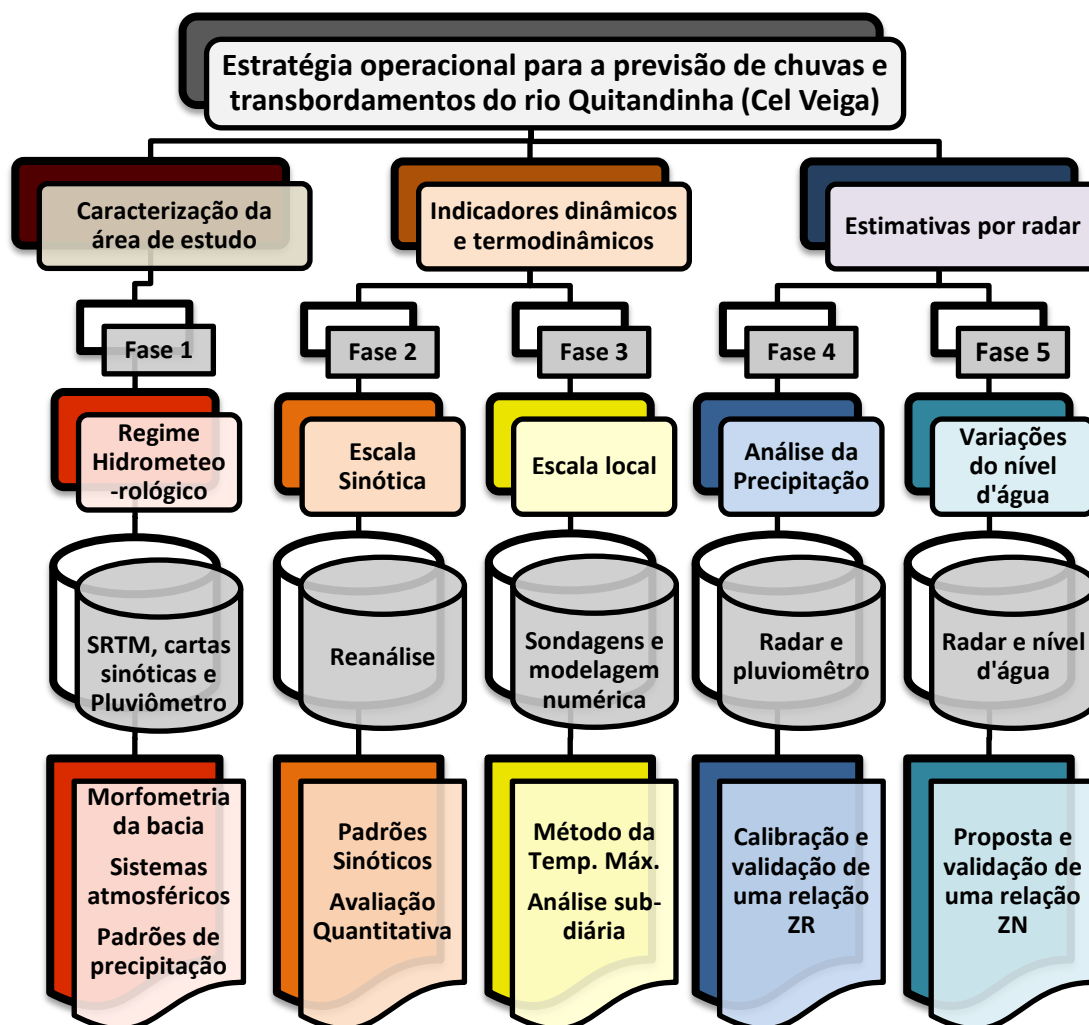 Estratégia operacional para a previsão de chuvas e
transbordamentos do rio Quitandinha (Cel Veiga)
Caracterização da
área de estudo
Indicadores dinâmicos
e termodinâmicos
Estimativas por radar
Fase 1
Fase 2
Fase 3
Fase 4
Fase 5
Regime
Hidrometeo
-rológico
Escala
Sinótica
Escala local
Análise da
Precipitação
Variações
do nível
d'água
SRTM, cartas
sinóticas e
Pluviômetro
Reanálise
Sondagens e
modelagem
numérica
Radar e
pluviomêtro
Radar e nível
d'água
Morfometria
da bacia
Sistemas
atmosféricos
Padrões de
precipitação
Padrões
Sinóticos
Avaliação
Quantitativa
Método da
Temp. Máx.
Análise sub-
diária
Calibração e
validação de
uma relação
ZR
Proposta e
validação de
uma relação
ZN